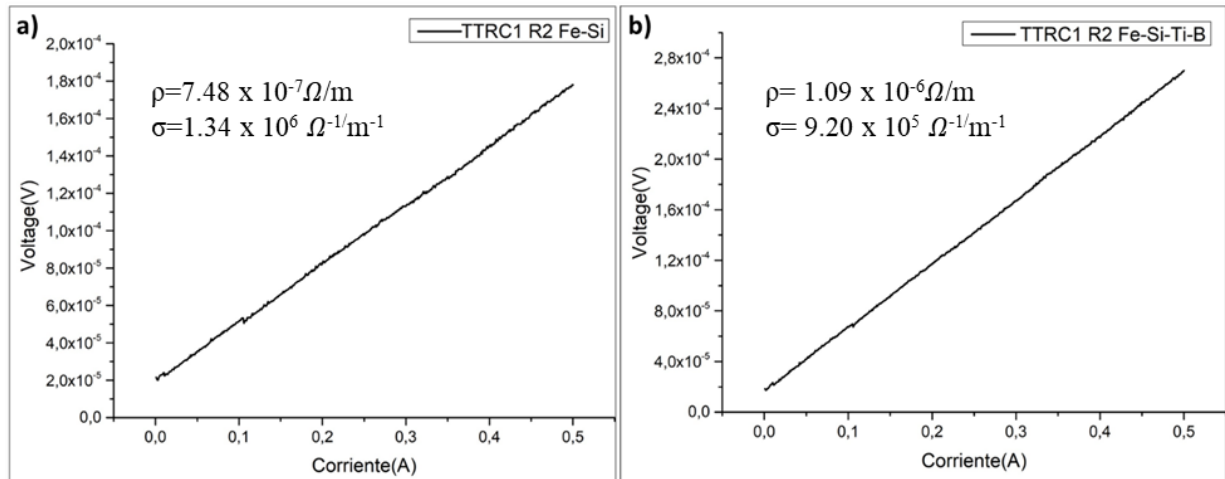 a)
TTRC1 R2 Fe-Si
ρ=7.48 x 10⁻⁷Ω/m
σ=1.34 x 10⁶ Ω⁻¹/m⁻¹
2,0x10⁻⁴
1,8x10⁻⁴
1,6x10⁻⁴
1,4x10⁻⁴
1,2x10⁻⁴
1,0x10⁻⁴
8,0x10⁻⁵
6,0x10⁻⁵
4,0x10⁻⁵
2,0x10⁻⁵
0,0
Voltage(V)
0,0 0,1 0,2 0,3 0,4 0,5
Corriente(A)
b)
TTRC1 R2 Fe-Si-Ti-B
ρ= 1.09 x 10⁻⁶Ω/m
σ= 9.20 x 10⁵ Ω⁻¹/m⁻¹
2,8x10⁻⁴
2,4x10⁻⁴
2,0x10⁻⁴
1,6x10⁻⁴
1,2x10⁻⁴
8,0x10⁻⁵
4,0x10⁻⁵
0,0
Voltage(V)
0,0 0,1 0,2 0,3 0,4 0,5
Corriente(A)